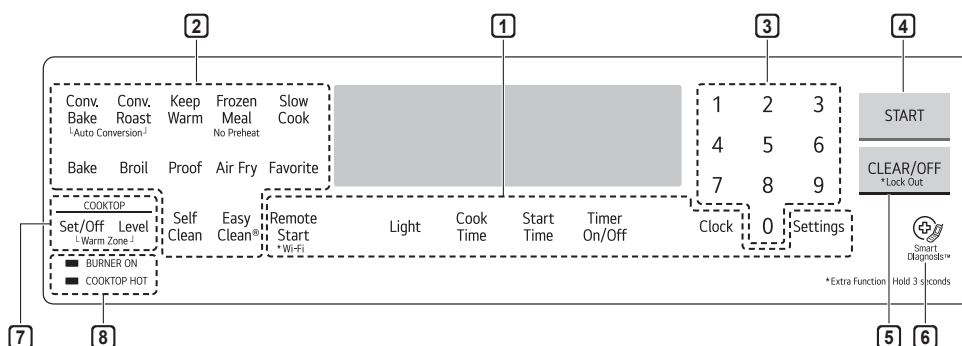 2 1 3 4
Conv. Bake
Conv. Roast
Auto Conversion
Keep Warm
Frozen Meal
No Preheat
Slow Cook
Bake Broil Proof Air Fry Favorite
Self Clean
Easy Clean®
COOKTOP
Set/Off Level
Warm Zone
BURNER ON
COOKTOP HOT
Remote Start
*Wi-Fi
Light
Cook Time
Start Time
Timer On/Off
1 2 3
4 5 6
7 8 9
Clock 0 Settings
START
CLEAR/OFF
*Lock Out
Smart
Diagnosis™
*Extra Function : Hold 3 seconds
7 8 5 6